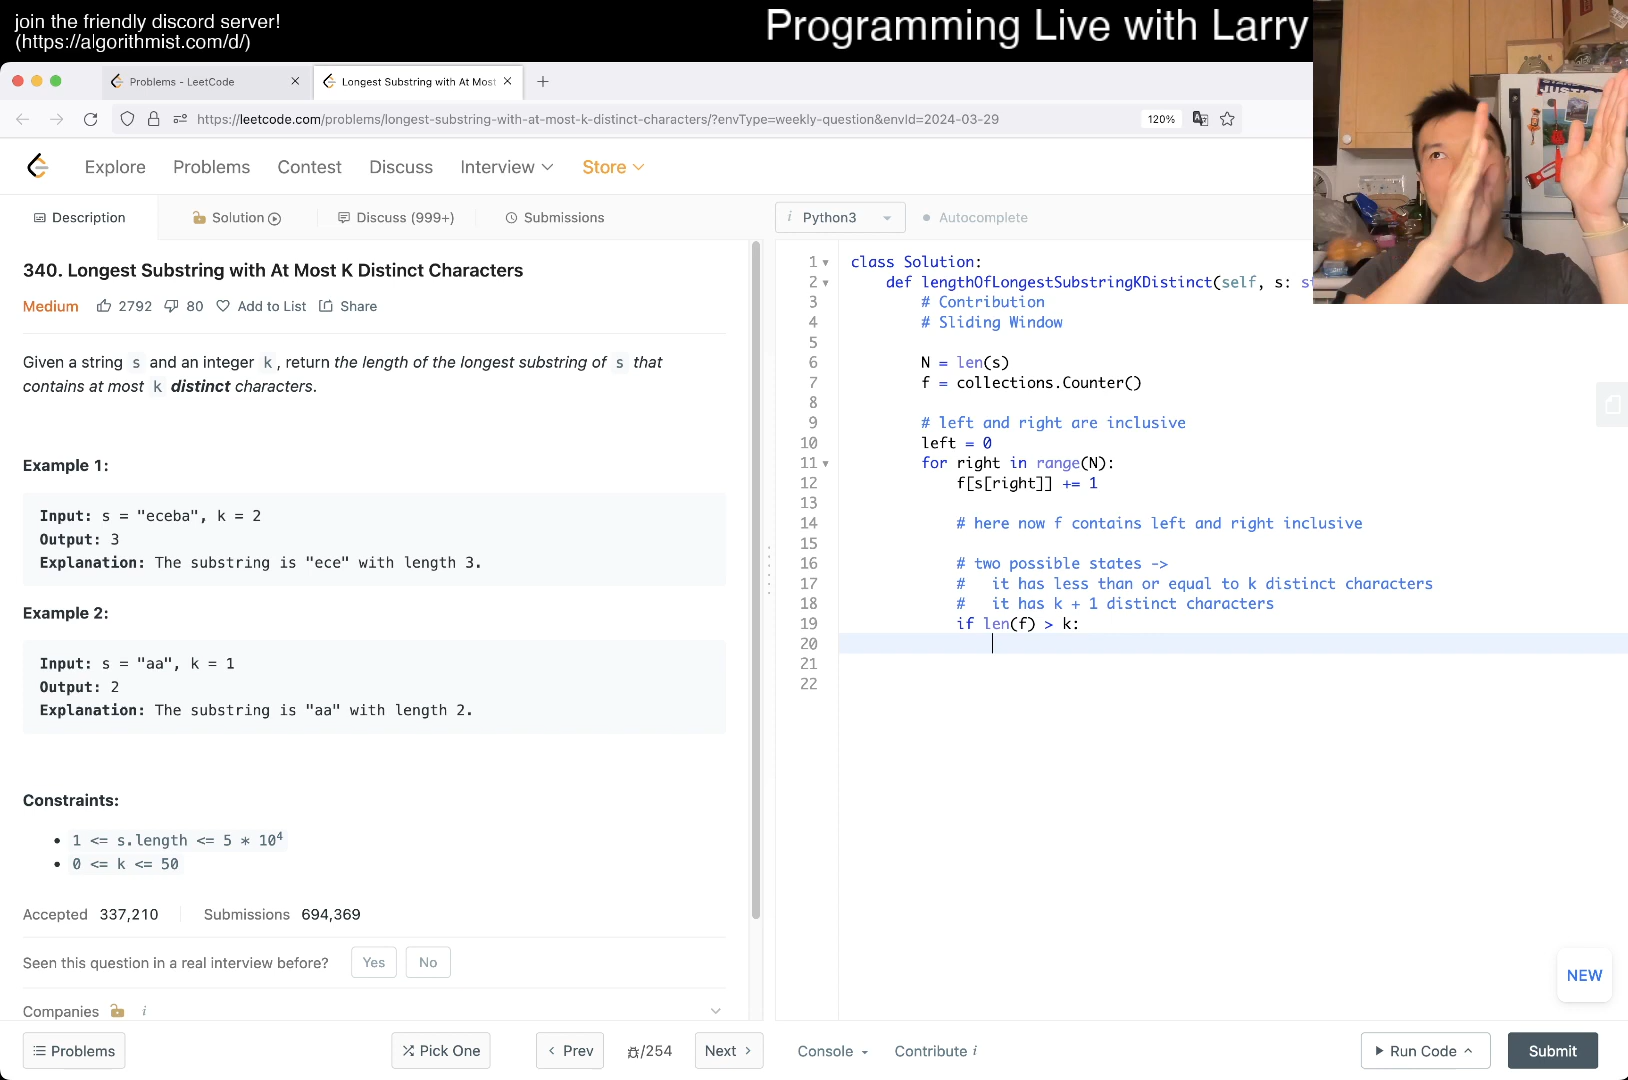 join the friendly discord server!
(https://algorithmist.com/d/)
Programming Live with Larry
Problems - LeetCode
Longest Substring with At Most
https://leetcode.com/problems/longest-substring-with-at-most-k-distinct-characters/?envType=weekly-question&envId=2024-03-29
120%
Explore
Problems
Contest
Discuss
Interview
Store
Description
Solution
Discuss (999+)
Submissions
i Python3
Autocomplete
340. Longest Substring with At Most K Distinct Characters
Medium
2792
80
Add to List
Share
Given a string s and an integer k, return the length of the longest substring of s that
contains at most k distinct characters.
Example 1:
Input: s = "eceba", k = 2
Output: 3
Explanation: The substring is "ece" with length 3.
Example 2:
Input: s = "aa", k = 1
Output: 2
Explanation: The substring is "aa" with length 2.
Constraints:
• 1 <= s.length <= 5 * 10⁴
• 0 <= k <= 50
Accepted 337,210
Submissions 694,369
Seen this question in a real interview before?
Yes
No
Companies i
1 class Solution:
2 def lengthOfLongestSubstringKDistinct(self, s: st
3 # Contribution
4 # Sliding Window
5
6 N = len(s)
7 f = collections.Counter()
8
9 # left and right are inclusive
10 left = 0
11 for right in range(N):
12 f[s[right]] += 1
13
14 # here now f contains left and right inclusive
15
16 # two possible states ->
17 # it has less than or equal to k distinct characters
18 # it has k + 1 distinct characters
19 if len(f) > k:
20
21
22
NEW
Problems
Pick One
Prev
/254
Next
Console
Contribute i
Run Code
Submit